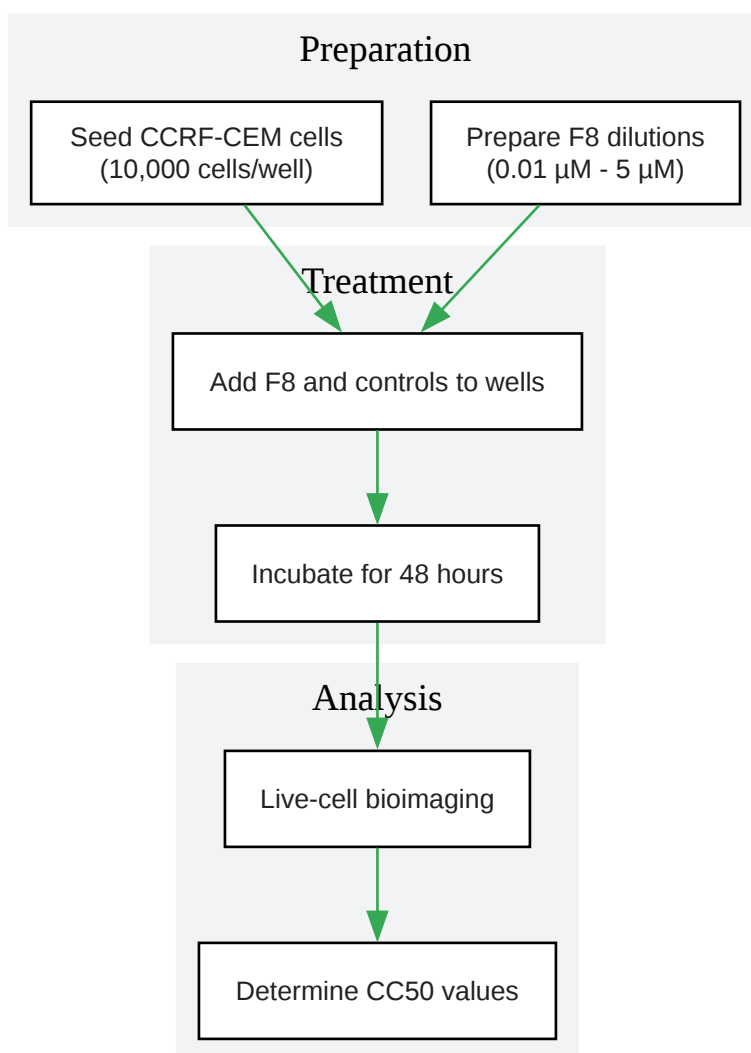 Preparation
Seed CCRF-CEM cells
(10,000 cells/well)
Prepare F8 dilutions
(0.01 µM - 5 µM)
Treatment
Add F8 and controls to wells
Incubate for 48 hours
Analysis
Live-cell bioimaging
Determine CC50 values